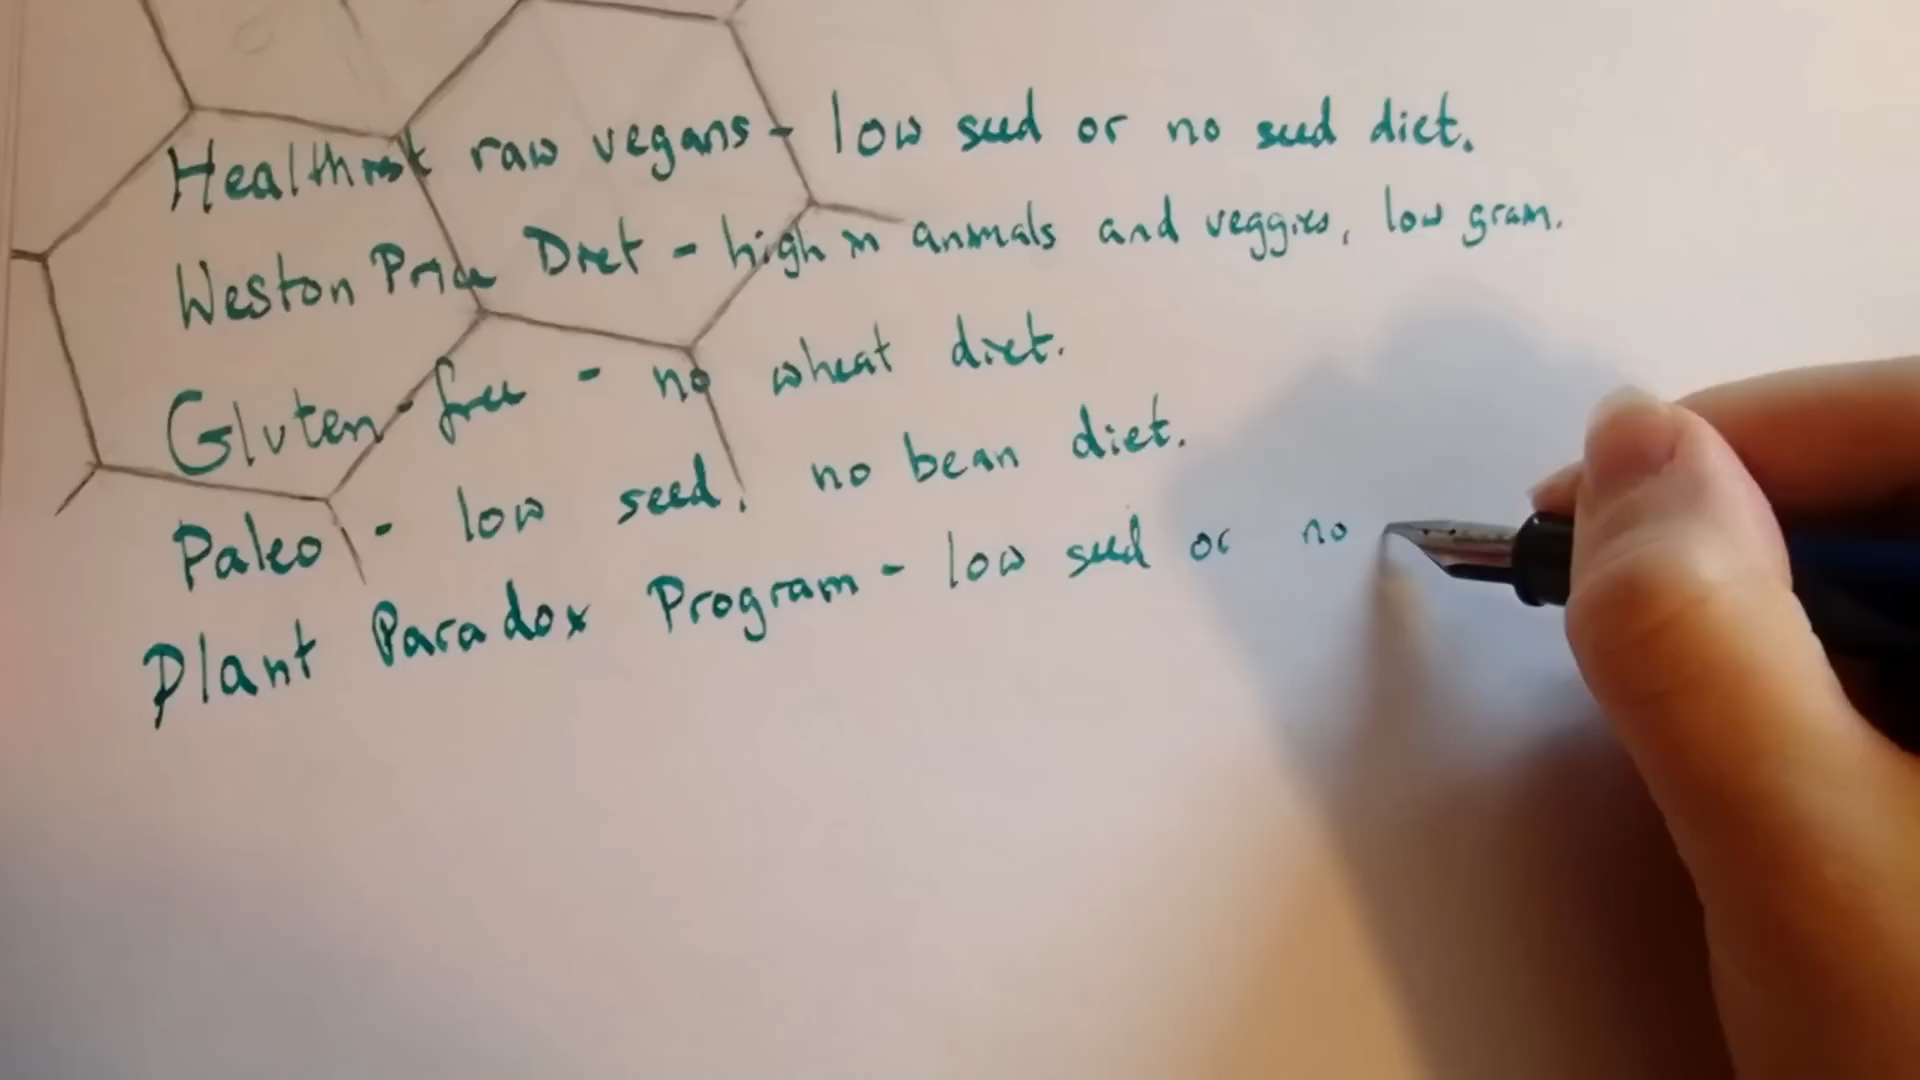 Healthiest raw vegans - low seed or no seed diet.
Weston Price Diet - high in animals and veggies, low grain.
Gluten-free - no wheat diet.
Paleo - low seed, no bean diet.
Plant Paradox Program - low seed or no